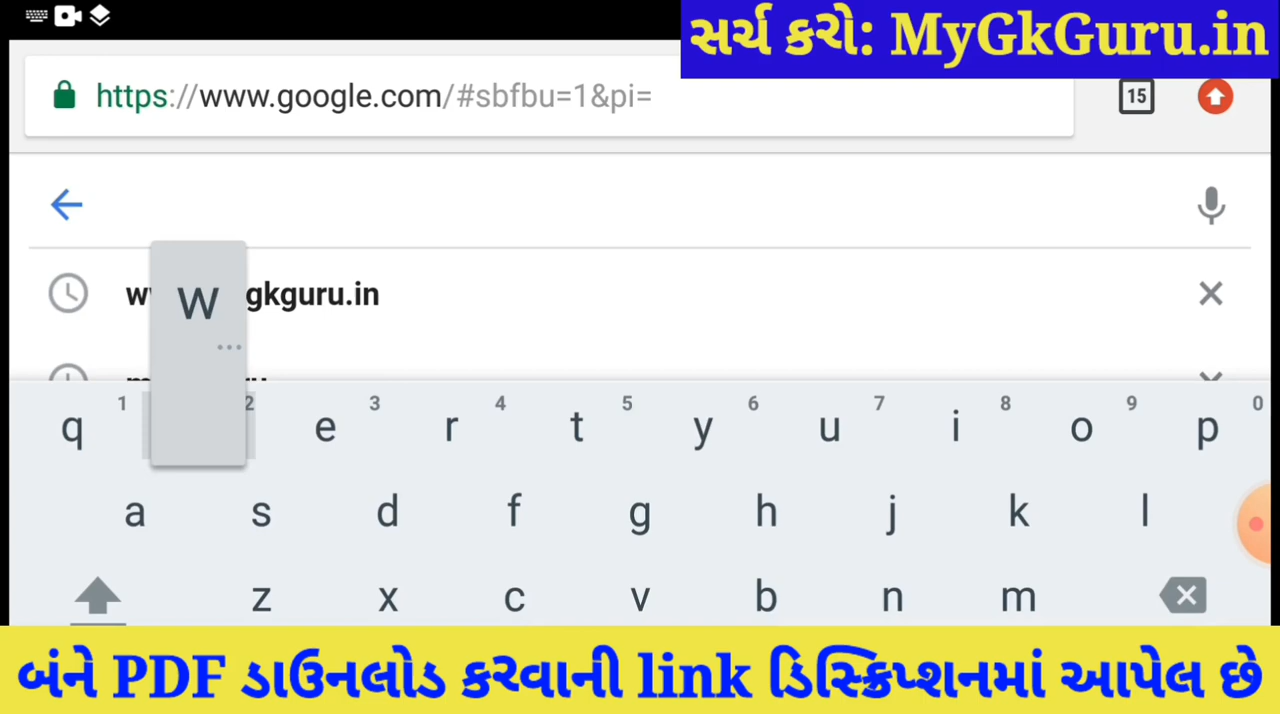 સર્ચ કરો: MyGkGuru.in
https://www.google.com/#sbfbu=1&pi=
15
gkguru.in
w
1 2 3 4 5 6 7 8 9 0
q e r t y u i o p
a s d f g h j k l
z x c v b n m
બંને PDF ડાઉનલોડ કરવાની link ડિસ્ક્રિપ્શનમાં આપેલ છે